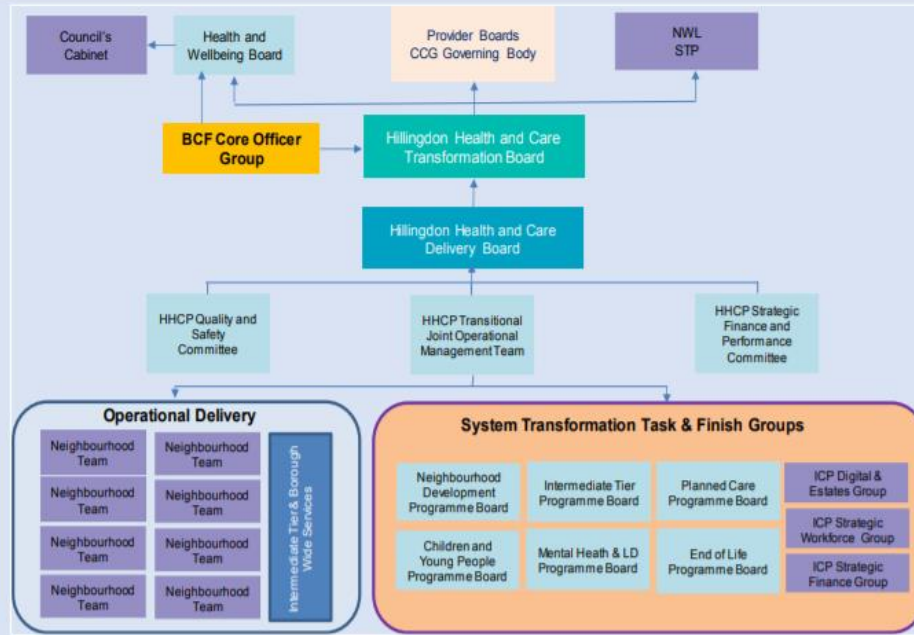 Council's
Cabinet
Health and
Wellbeing Board
Provider Boards
CCG Governing Body
NWL
STP
BCF Core Officer
Group
Hillingdon Health and Care
Transformation Board
Hillingdon Health and Care
Delivery Board
HHCP Quality and
Safety
Committee
HHCP Transitional
Joint Operational
Management Team
HHCP Strategic
Finance and
Performance
Committee
Operational Delivery
Neighbourhood
Team
Neighbourhood
Team
Neighbourhood
Team
Neighbourhood
Team
Neighbourhood
Team
Neighbourhood
Team
Neighbourhood
Team
Neighbourhood
Team
Intermediate Tier & Borough
Wide Services
System Transformation Task & Finish Groups
Neighbourhood
Development
Programme Board
Intermediate Tier
Programme Board
Planned Care
Programme Board
ICP Digital &
Estates Group
Children and
Young People
Programme Board
Mental Heath & LD
Programme Board
End of Life
Programme Board
ICP Strategic
Workforce Group
ICP Strategic
Finance Group